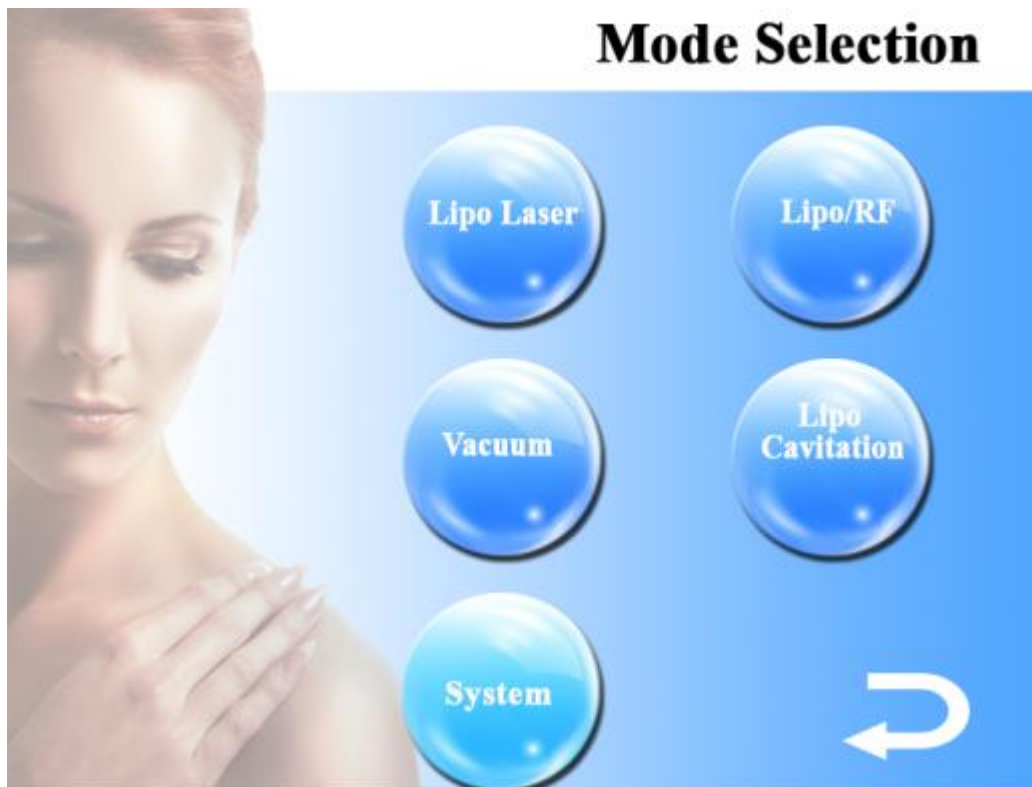 Mode Selection
Lipo Laser
Lipo/RF
Vacuum
Lipo
Cavitation
System